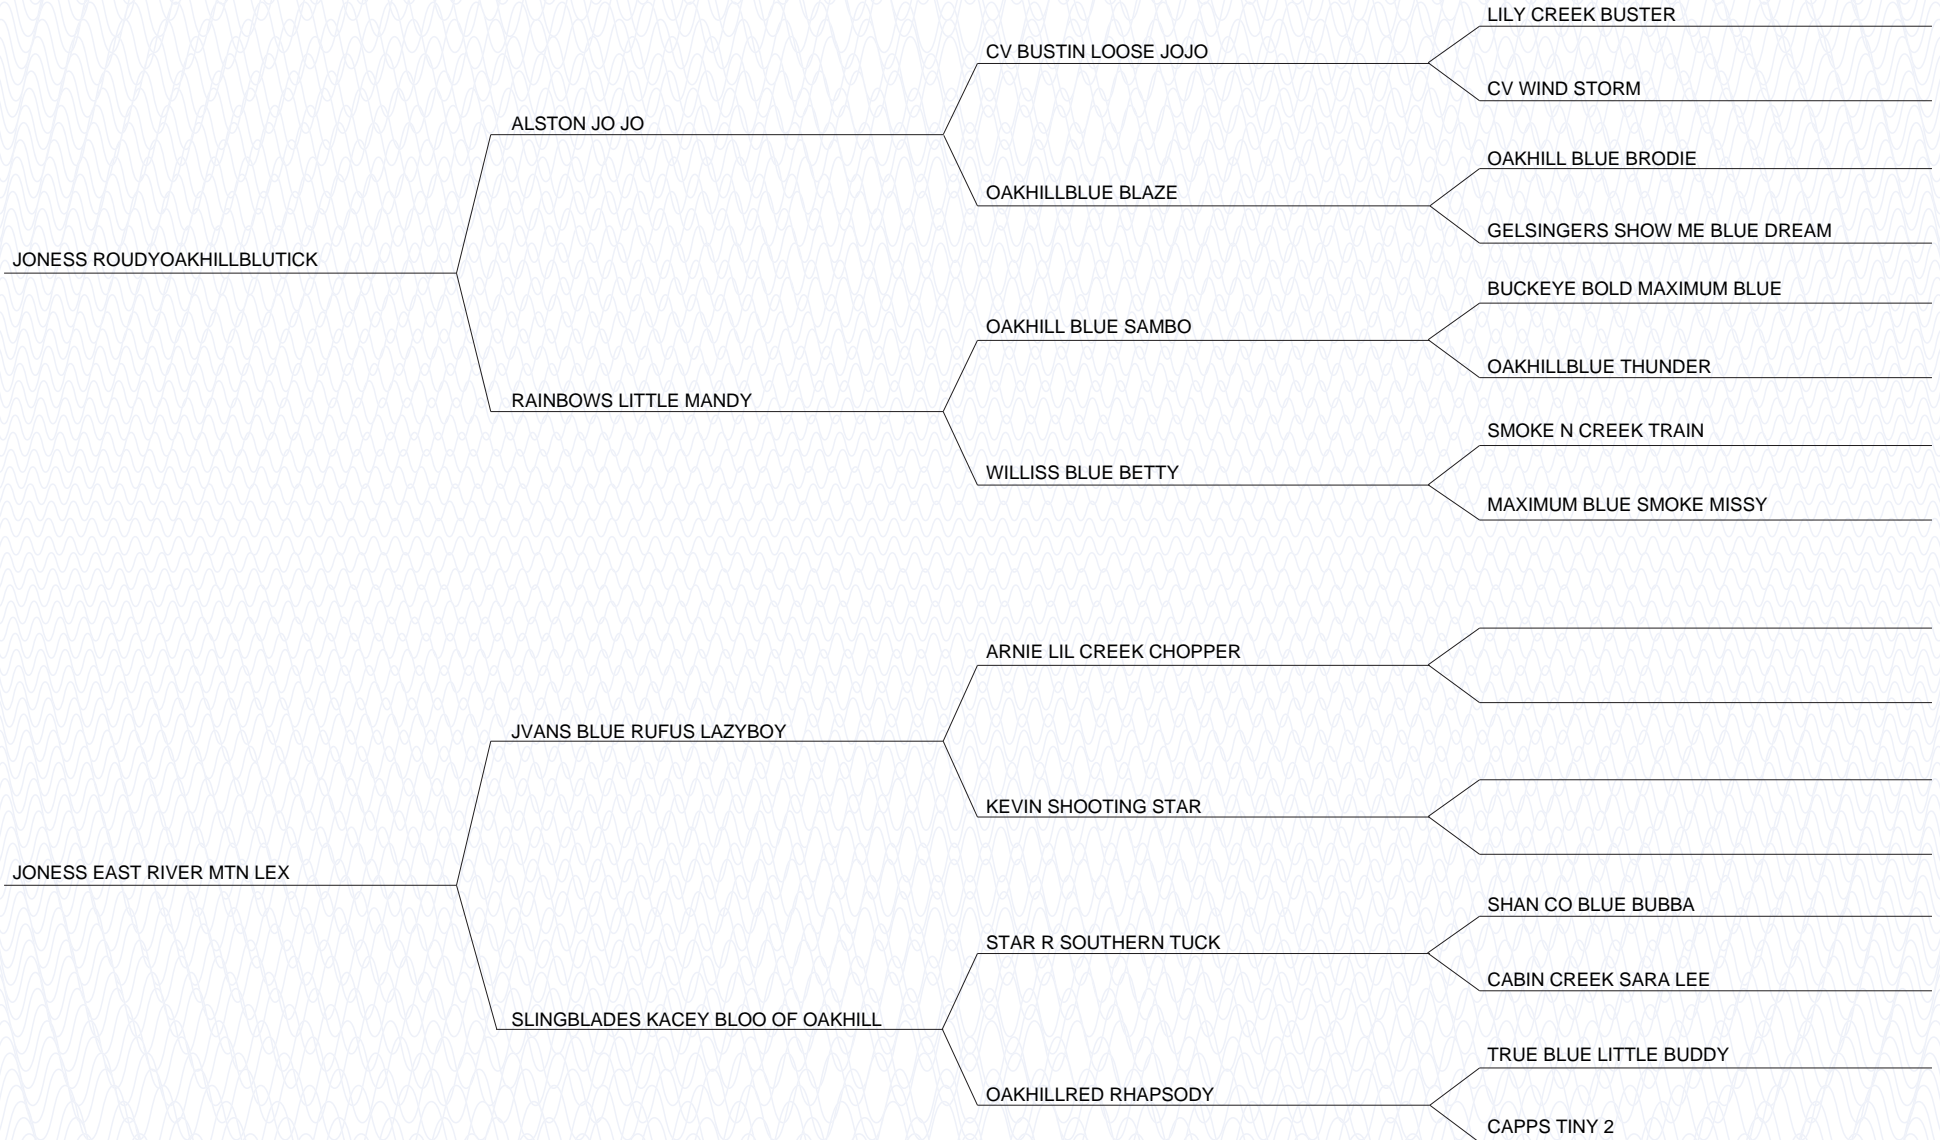 LILY CREEK BUSTER
CV BUSTIN LOOSE JOJO
CV WIND STORM
ALSTON JO JO
OAKHILL BLUE BRODIE
OAKHILLBLUE BLAZE
GELSINGERS SHOW ME BLUE DREAM
JONESS ROUDYOAKHILLBLUTICK
BUCKEYE BOLD MAXIMUM BLUE
OAKHILL BLUE SAMBO
OAKHILLBLUE THUNDER
RAINBOWS LITTLE MANDY
SMOKE N CREEK TRAIN
WILLISS BLUE BETTY
MAXIMUM BLUE SMOKE MISSY
ARNIE LIL CREEK CHOPPER
JVANS BLUE RUFUS LAZYBOY
KEVIN SHOOTING STAR
JONESS EAST RIVER MTN LEX
SHAN CO BLUE BUBBA
STAR R SOUTHERN TUCK
CABIN CREEK SARA LEE
SLINGBLADES KACEY BLOO OF OAKHILL
TRUE BLUE LITTLE BUDDY
OAKHILLRED RHAPSODY
CAPPS TINY 2